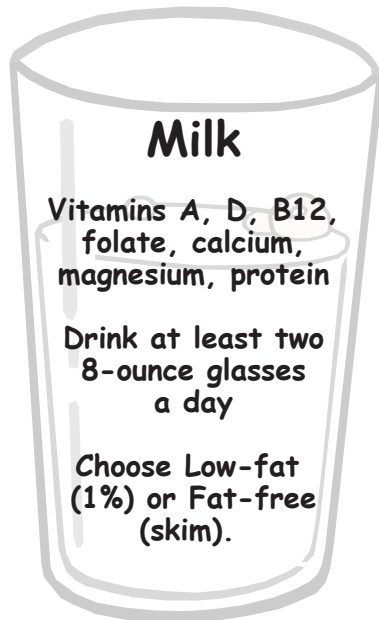 Milk
Vitamins A, D, B12,
folate, calcium,
magnesium, protein
Drink at least two
8-ounce glasses
a day
Choose Low-fat
(1%) or Fat-free
(skim).